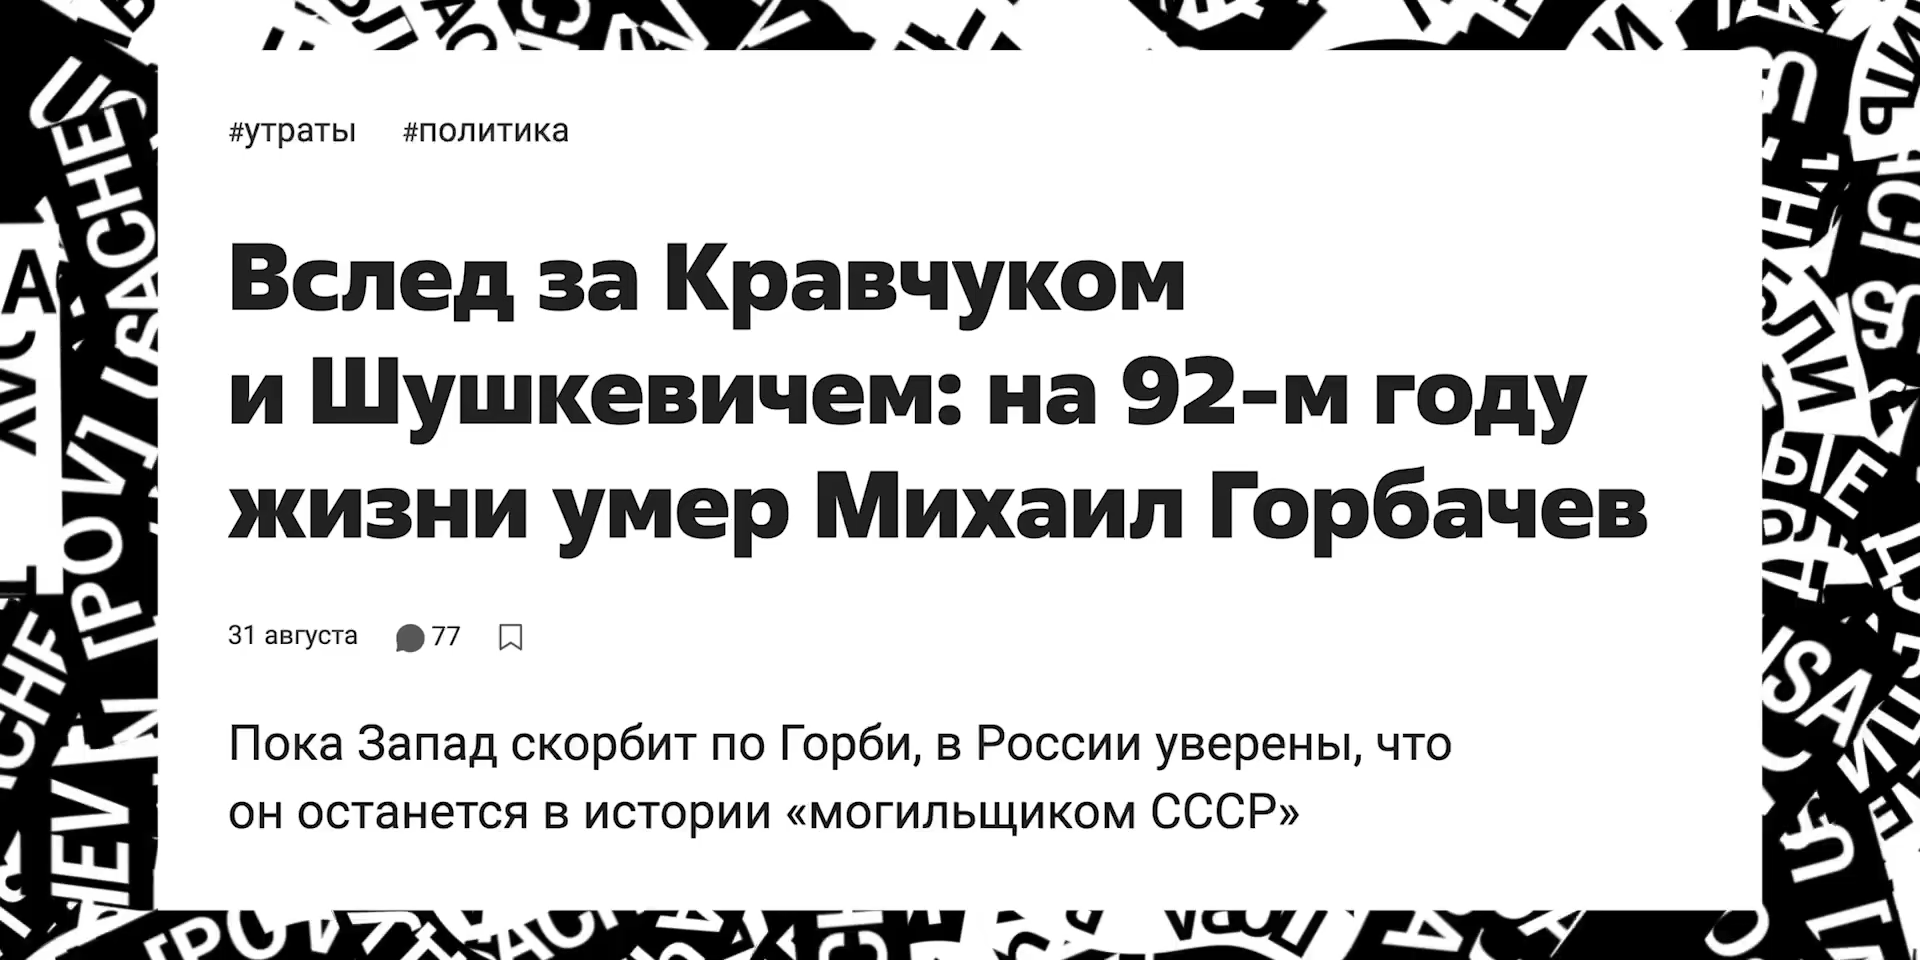 #утраты #политика
Вслед за Кравчуком
и Шушкевичем: на 92-м году
жизни умер Михаил Горбачев
31 августа 77
Пока Запад скорбит по Горби, в России уверены, что
он останется в истории «могильщиком СССР»